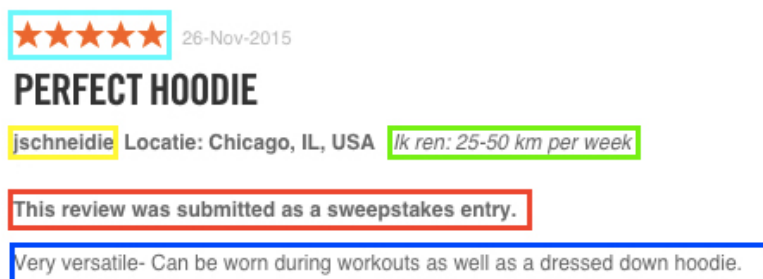 26-Nov-2015
PERFECT HOODIE
jschneidie Locatie: Chicago, IL, USA Ik ren: 25-50 km per week
This review was submitted as a sweepstakes entry.
Very versatile- Can be worn during workouts as well as a dressed down hoodie.